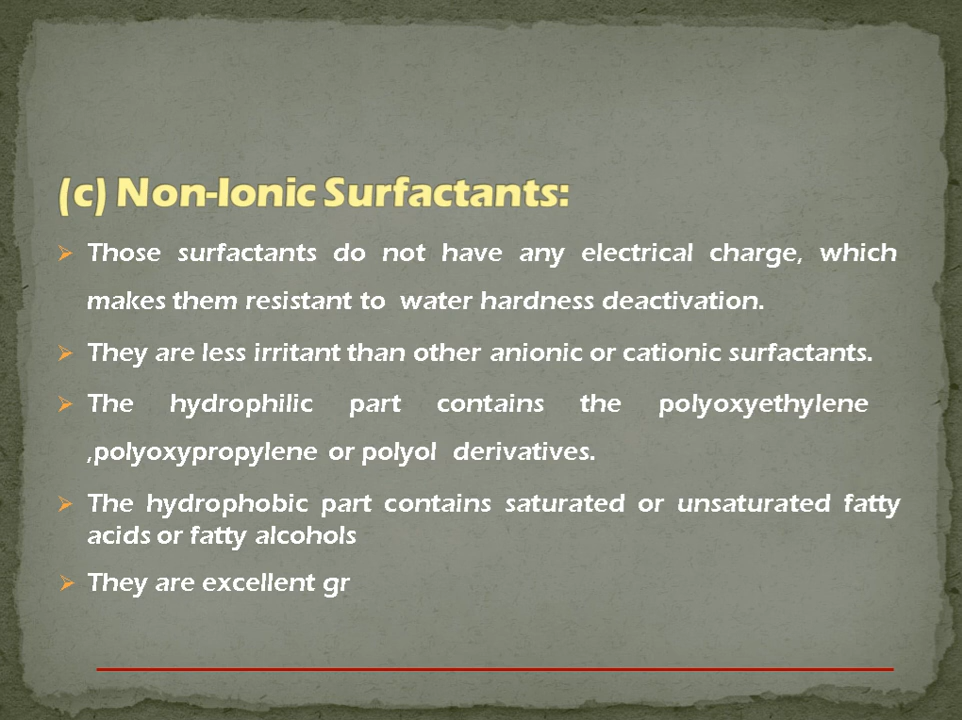 (c) Non-Ionic Surfactants:
➢ Those surfactants do not have any electrical charge, which
makes them resistant to water hardness deactivation.
➢ They are less irritant than other anionic or cationic surfactants.
➢ The hydrophilic part contains the polyoxyethylene
,polyoxypropylene or polyol derivatives.
➢ The hydrophobic part contains saturated or unsaturated fatty
acids or fatty alcohols
➢ They are excellent gr